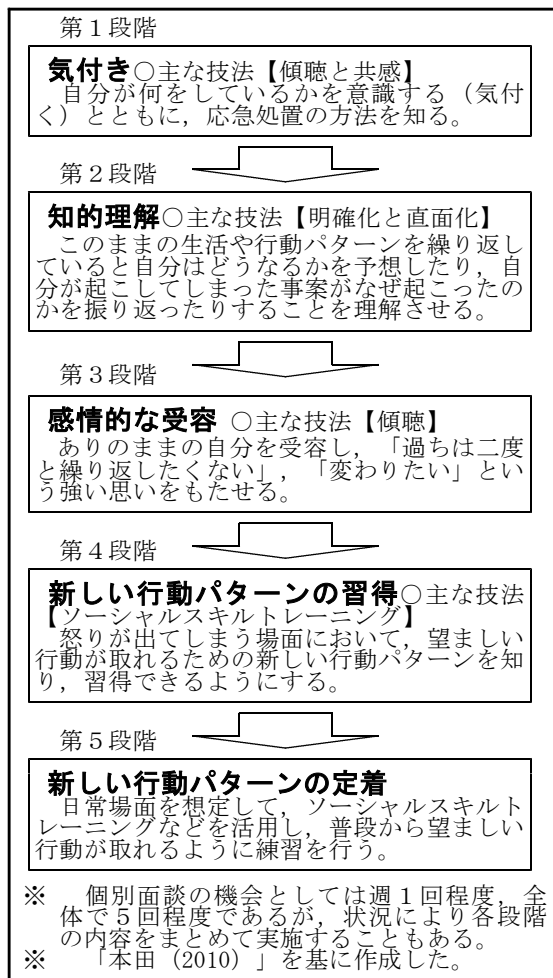 第１段階
気付き○主な技法【傾聴と共感】
自分が何をしているかを意識する（気付
く）とともに，応急処置の方法を知る。
第２段階
知的理解○主な技法【明確化と直面化】
このままの生活や行動パターンを繰り返し
ていると自分はどうなるかを予想したり，自
分が起こしてしまった事案がなぜ起こったの
かを振り返ったりすることを理解させる。
第３段階
感情的な受容 ○主な技法【傾聴】
ありのままの自分を受容し，「過ちは二度
と繰り返したくない」，「変わりたい」とい
う強い思いをもたせる。
第４段階
新しい行動パターンの習得○主な技法
【ソーシャルスキルトレーニング】
怒りが出てしまう場面において，望ましい
行動が取れるための新しい行動パターンを知
り，習得できるようにする。
第５段階
新しい行動パターンの定着
日常場面を想定して，ソーシャルスキルト
レーニングなどを活用し，普段から望ましい
行動が取れるように練習を行う。
※　個別面談の機会としては週１回程度，全
体で５回程度であるが，状況により各段階
の内容をまとめて実施することもある。
※　「本田（2010）」を基に作成した。